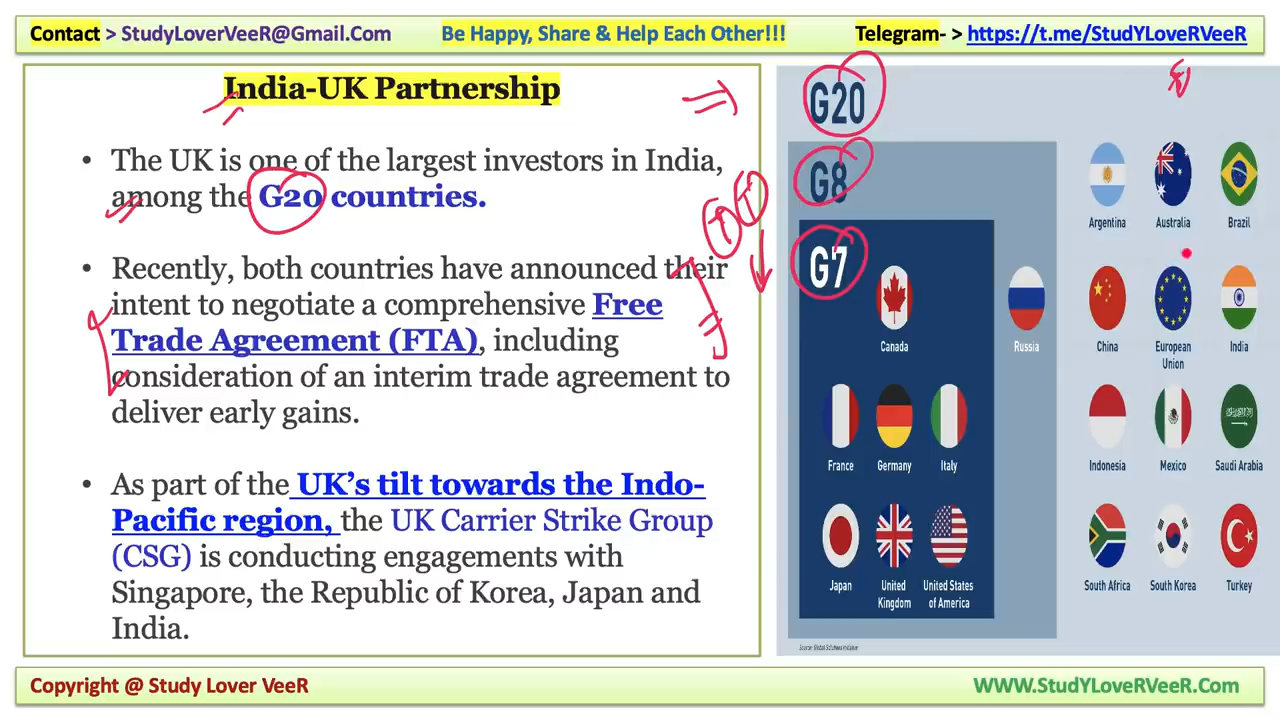 Contact > StudyLoverVeeR@Gmail.Com
Be Happy, Share & Help Each Other!!!
Telegram- > https://t.me/StudYLoVeRVeeR
India-UK Partnership
• The UK is one of the largest investors in India,
among the G20 countries.
• Recently, both countries have announced their
intent to negotiate a comprehensive Free
Trade Agreement (FTA), including
consideration of an interim trade agreement to
deliver early gains.
• As part of the UK's tilt towards the Indo-
Pacific region, the UK Carrier Strike Group
(CSG) is conducting engagements with
Singapore, the Republic of Korea, Japan and
India.
G20
G8
G7
Canada
France Germany Italy
Japan United Kingdom United States of America
Russia
Argentina Australia Brazil
China European Union India
Indonesia Mexico Saudi Arabia
South Africa South Korea Turkey
Copyright @ Study Lover VeeR
WWW.StudYLoVeRVeeR.Com